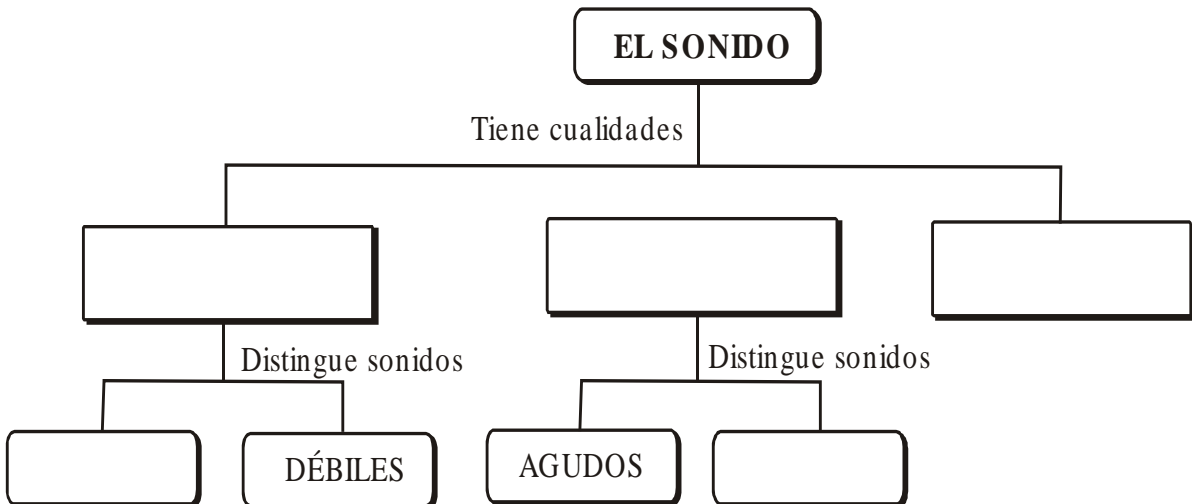 EL SONIDO
Tiene cualidades
Distingue sonidos
Distingue sonidos
DÉBILES
AGUDOS